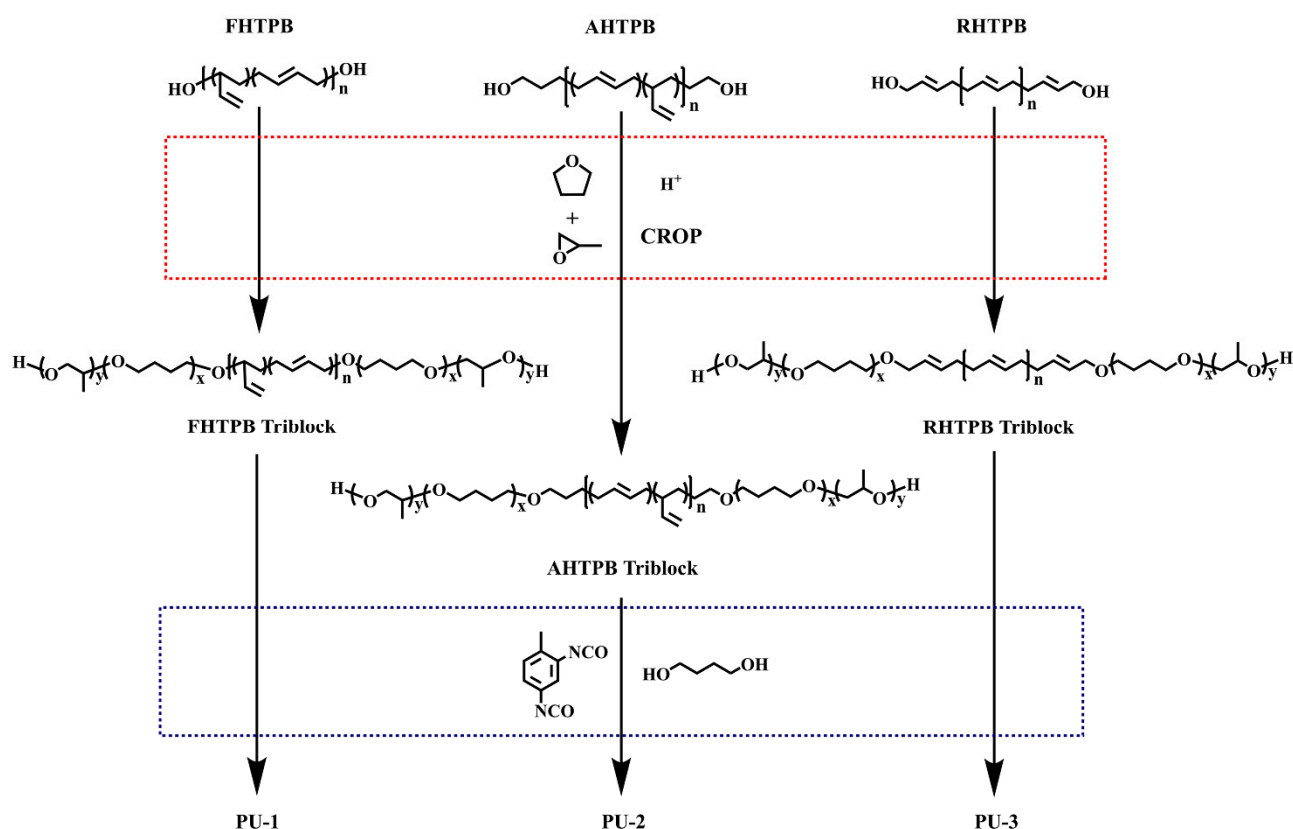 FHTPB AHTPB RHTPB
HO OH n
HO n OH
HO n OH
O H+
+
O CROP
H O y O x O n O O x O y H
H O y O x O n O O x O y H
FHTPB Triblock RHTPB Triblock
H O y O x O n O O x O y H
AHTPB Triblock
NCO HO OH
NCO
PU-1 PU-2 PU-3